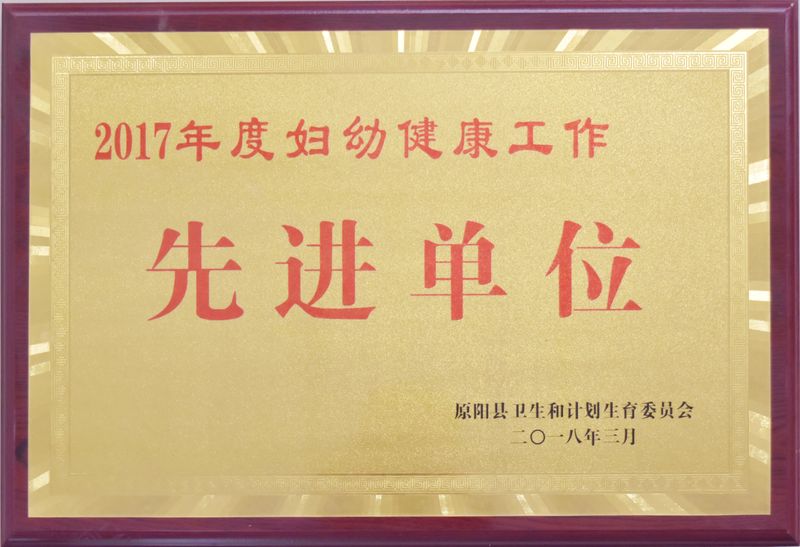 2017年度妇幼健康工作
先进单位
原阳县卫生和计划生育委员会
二〇一八年三月